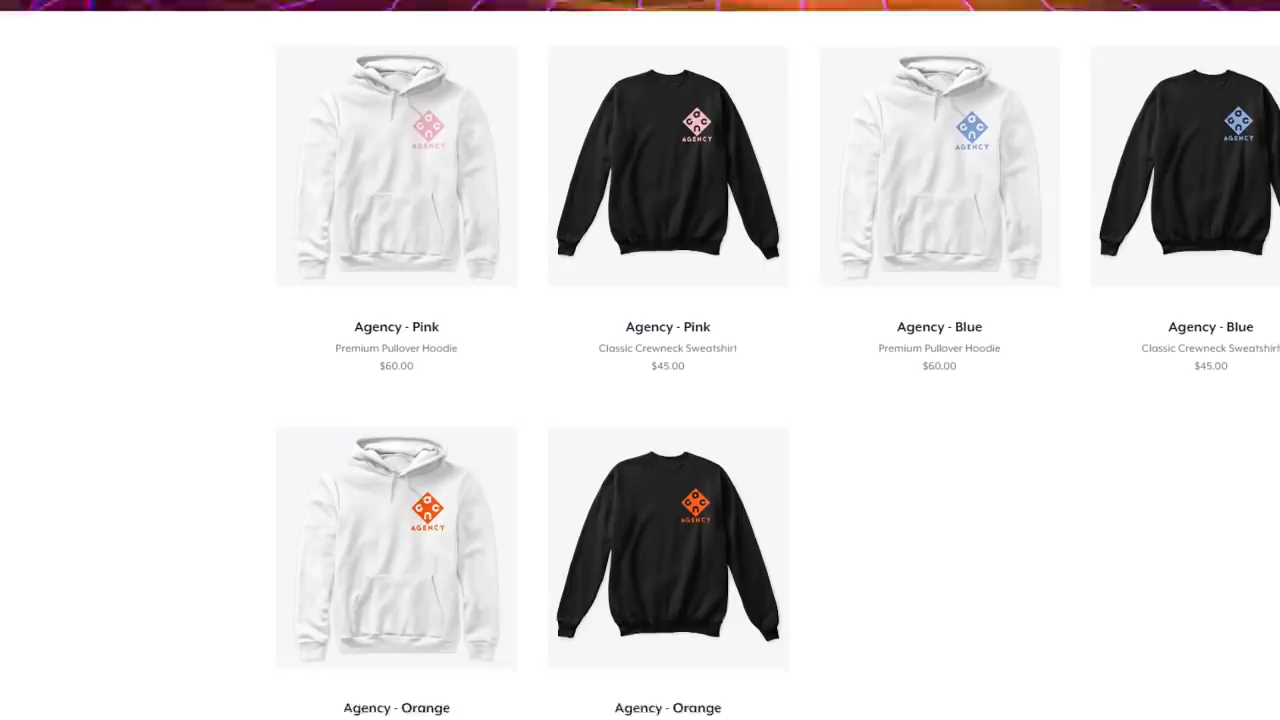 AGENCY
AGENCY
AGENCY
AGENCY
Agency - Pink
Premium Pullover Hoodie
$60.00
Agency - Pink
Classic Crewneck Sweatshirt
$45.00
Agency - Blue
Premium Pullover Hoodie
$60.00
Agency - Blue
Classic Crewneck Sweatshirt
$45.00
AGENCY
AGENCY
Agency - Orange
Agency - Orange